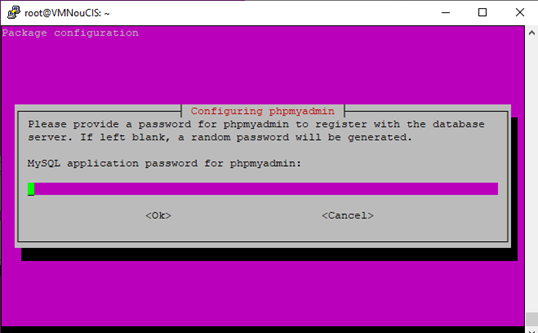 root@VMNouCIS: ~
Package configuration
Configuring phpmyadmin
Please provide a password for phpmyadmin to register with the database
server. If left blank, a random password will be generated.
MySQL application password for phpmyadmin:
<Ok> <Cancel>